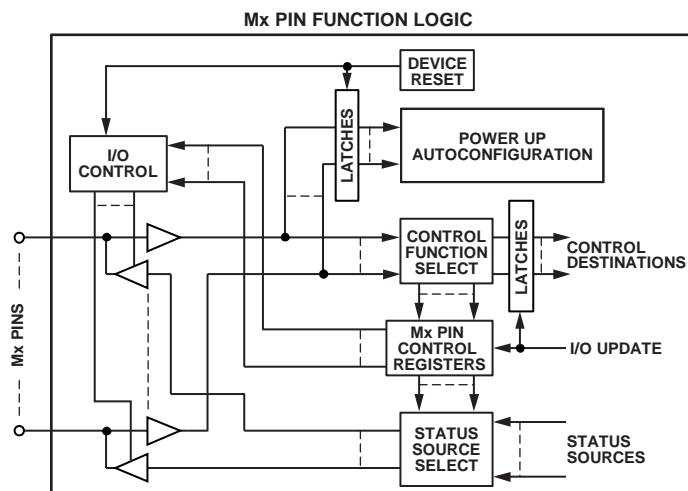 Mx PIN FUNCTION LOGIC
DEVICE
RESET
LATCHES
POWER UP
AUTOCONFIGURATION
I/O
CONTROL
CONTROL
FUNCTION
SELECT
LATCHES
CONTROL
DESTINATIONS
Mx PINS
Mx PIN
CONTROL
REGISTERS
I/O UPDATE
STATUS
SOURCE
SELECT
STATUS
SOURCES